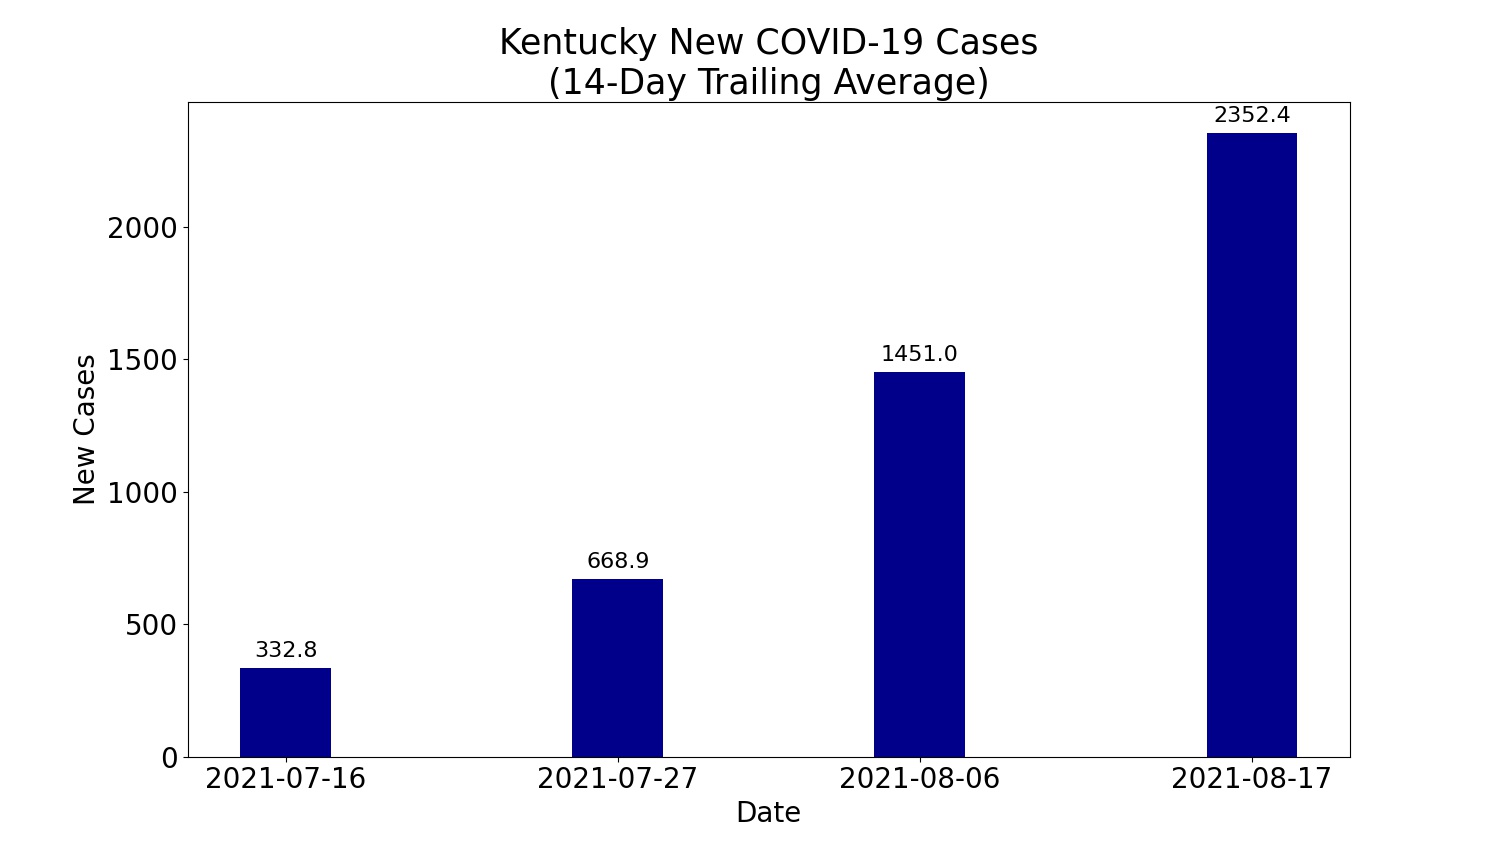 Kentucky New COVID-19 Cases
(14-Day Trailing Average)
2352.4
2000
1500
1451.0
New Cases
1000
668.9
500
332.8
0
2021-07-16 2021-07-27 2021-08-06 2021-08-17
Date